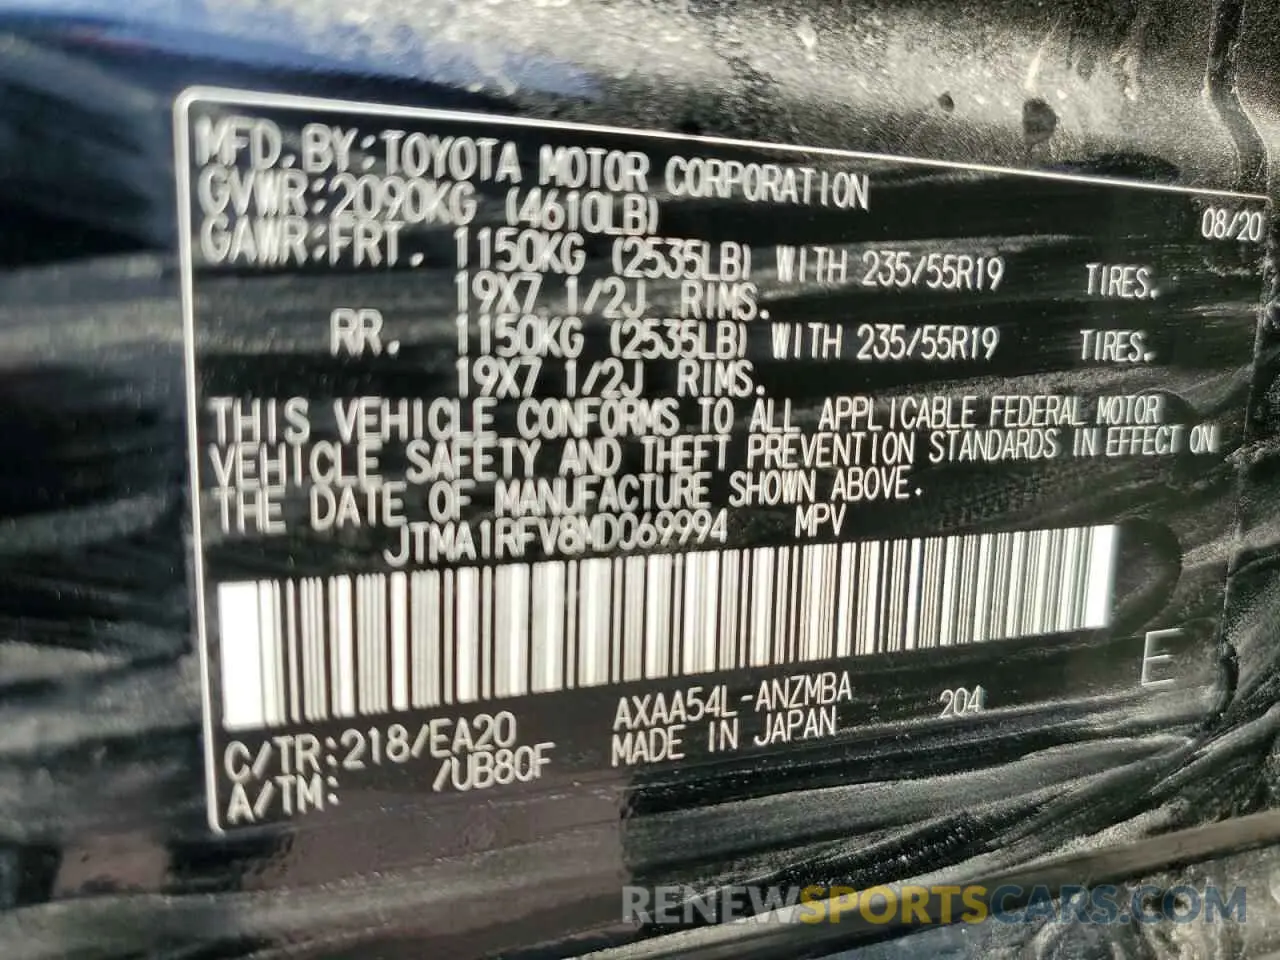 MFD.BY:TOYOTA MOTOR CORPORATION 08/20
GVWR:2090KG (4610LB)
GAWR:FRT. 1150KG (2535LB) WITH 235/55R19 TIRES.
19X7 1/2J RIMS.
RR. 1150KG (2535LB) WITH 235/55R19 TIRES.
19X7 1/2J RIMS.
THIS VEHICLE CONFORMS TO ALL APPLICABLE FEDERAL MOTOR
VEHICLE SAFETY AND THEFT PREVENTION STANDARDS IN EFFECT ON
THE DATE OF MANUFACTURE SHOWN ABOVE.
JTMA1RFV8MD069994 MPV
E
C/TR:218/EA20 AXAA54L-ANZMBA 204
A/TM: /UB80F MADE IN JAPAN
RENEWSPORTSCARS.COM